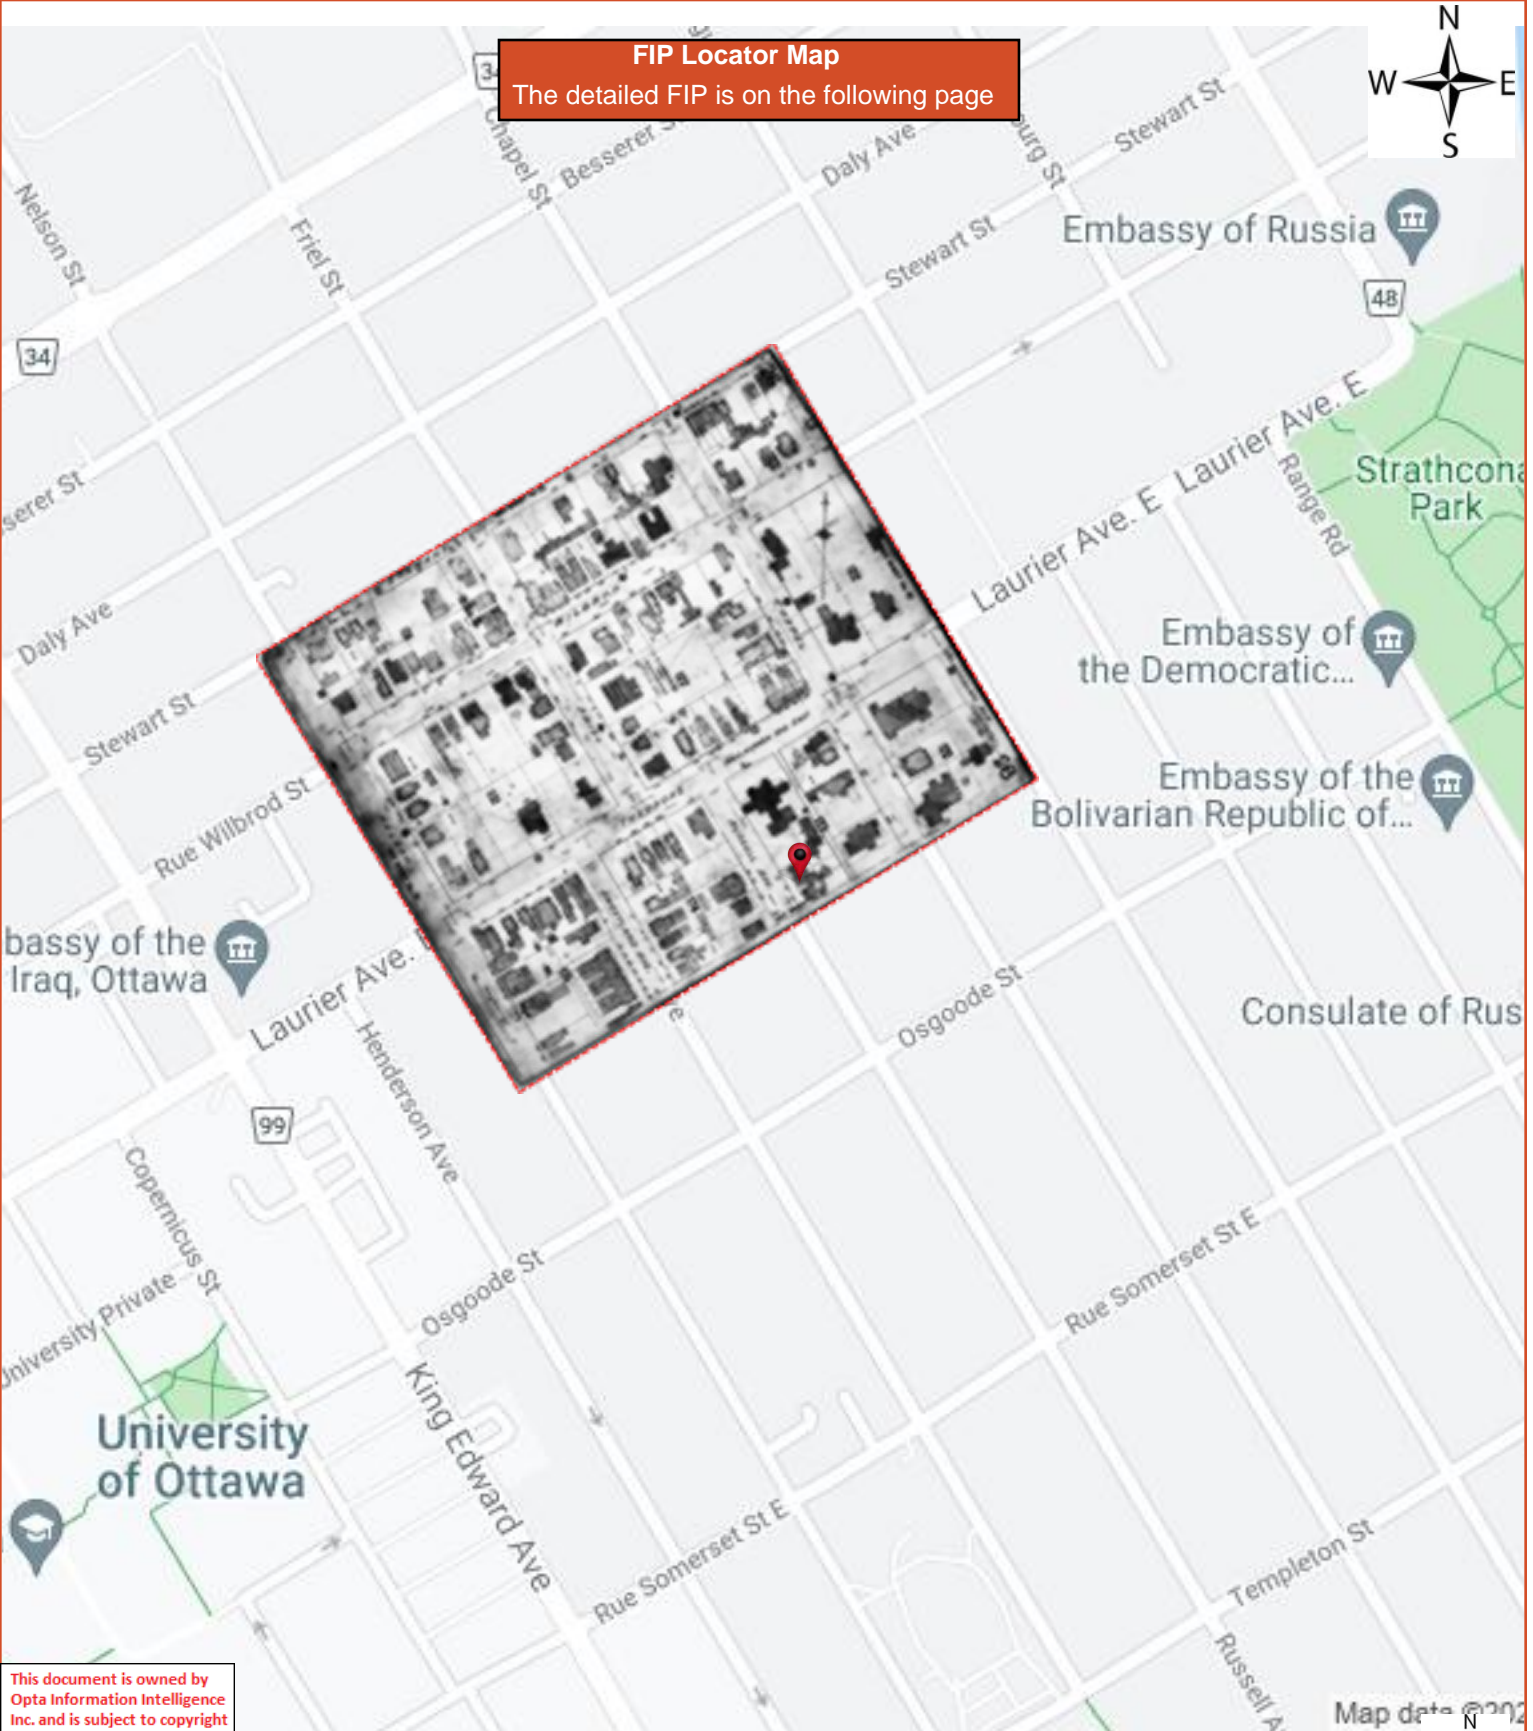 N
W
E
S
FIP Locator Map
The detailed FIP is on the following page
Chapel St
Besserer
Daly Ave
Stewart St
Nelson St
Friel St
Stewart St
Embassy of Russia
48
34
Laurier Ave. E
Laurier Ave. E
Range Rd
Strathcona
Park
serer St
Daly Ave
Embassy of
the Democratic...
Stewart St
Embassy of the
Bolivarian Republic of...
Rue Wilbrod St
bassy of the
Iraq, Ottawa
Laurier Ave.
Osgoode St
Consulate of Rus
Henderson Ave
99
Copernicus St
Osgoode St
Rue Somerset St E
University Private
King Edward Ave
University
of Ottawa
Rue Somerset St E
Templeton St
Russell A
This document is owned by
Opta Information Intelligence
Inc. and is subject to copyright
Map data ©202
N